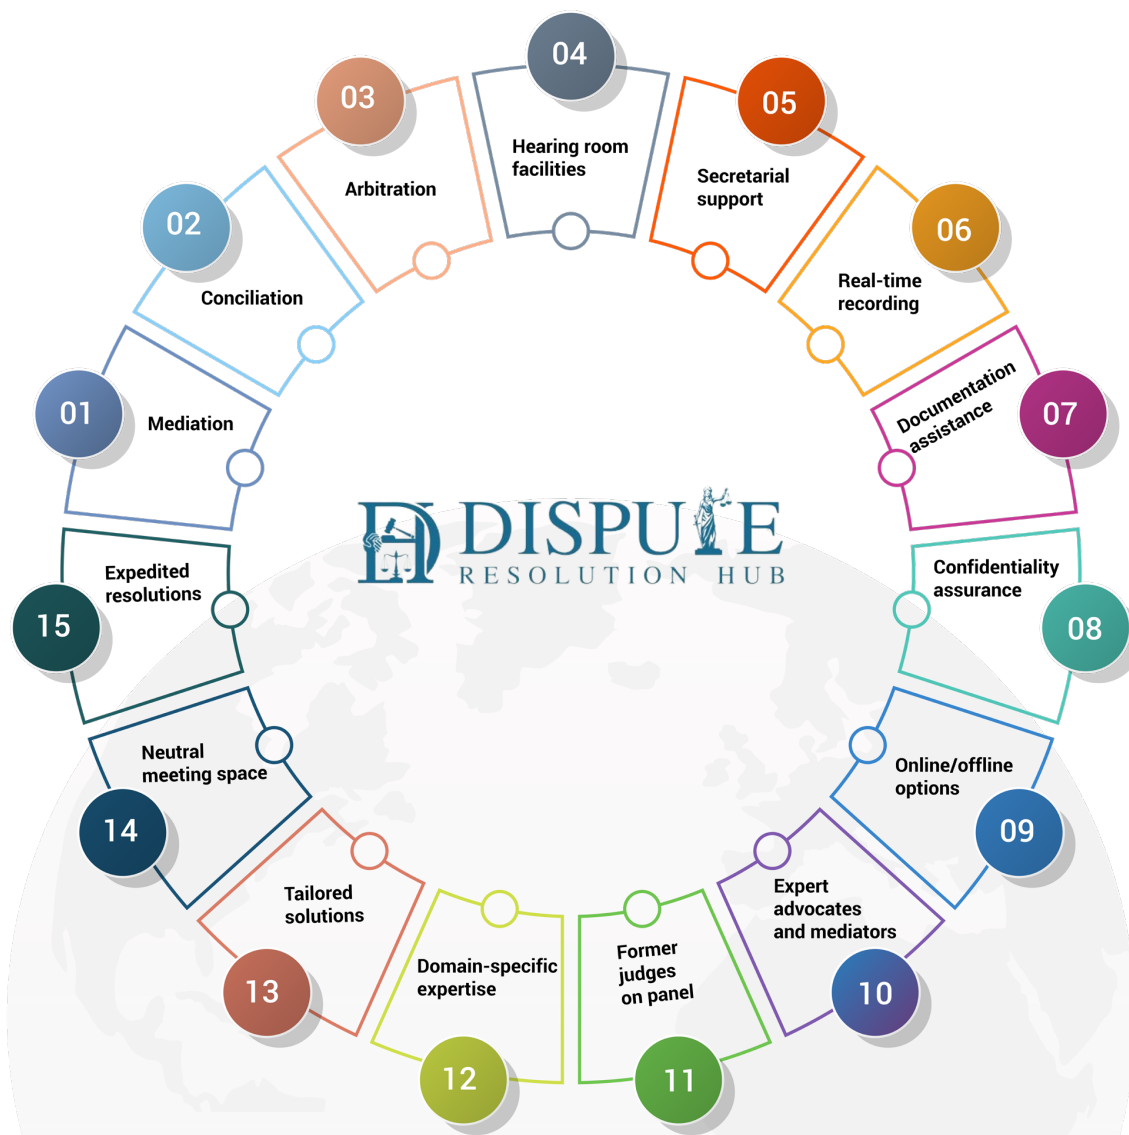 01
Mediation
02
Conciliation
03
Arbitration
04
Hearing room
facilities
05
Secretarial
support
06
Real-time
recording
07
Documentation
assistance
08
Confidentiality
assurance
09
Online/offline
options
10
Expert
advocates
and mediators
11
Former
judges
on panel
12
Domain-specific
expertise
13
Tailored
solutions
14
Neutral
meeting space
15
Expedited
resolutions
DH DISPUTE
RESOLUTION HUB